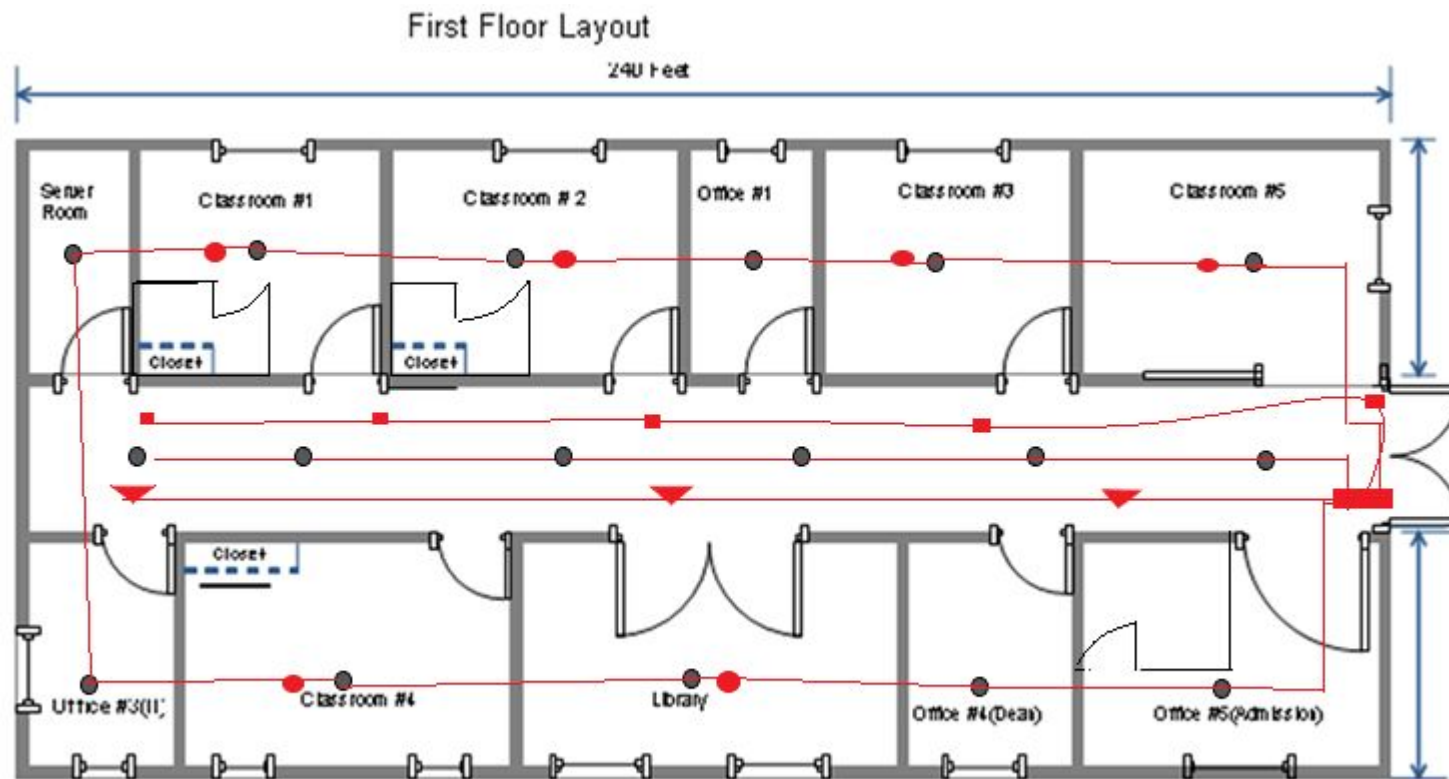 First Floor Layout
240 Feet
Server
Room
Classroom #1
Classroom # 2
Office #1
Classroom #3
Classroom #5
Closet
Closet
Closet
Office #3(IT)
Classroom #4
Library
Office #4(Dean)
Office #5(Admission)